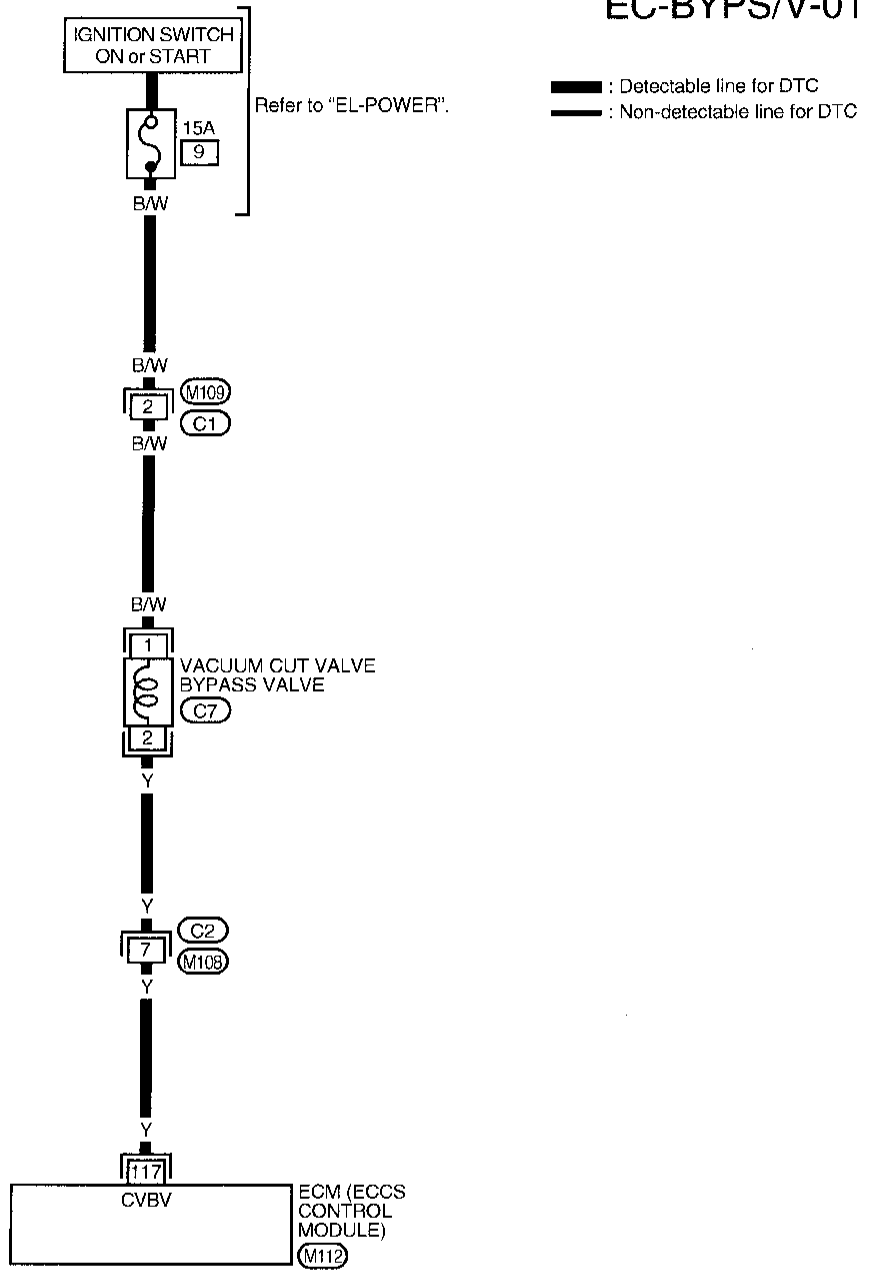 EC-BYPS/V-01
IGNITION SWITCH
ON or START
Refer to "EL-POWER".
: Detectable line for DTC
: Non-detectable line for DTC
15A
9
B/W
B/W
2
M109
C1
B/W
B/W
1
VACUUM CUT VALVE
BYPASS VALVE
C7
2
Y
Y
7
C2
M108
Y
Y
117
CVBV
ECM (ECCS
CONTROL
MODULE)
M112